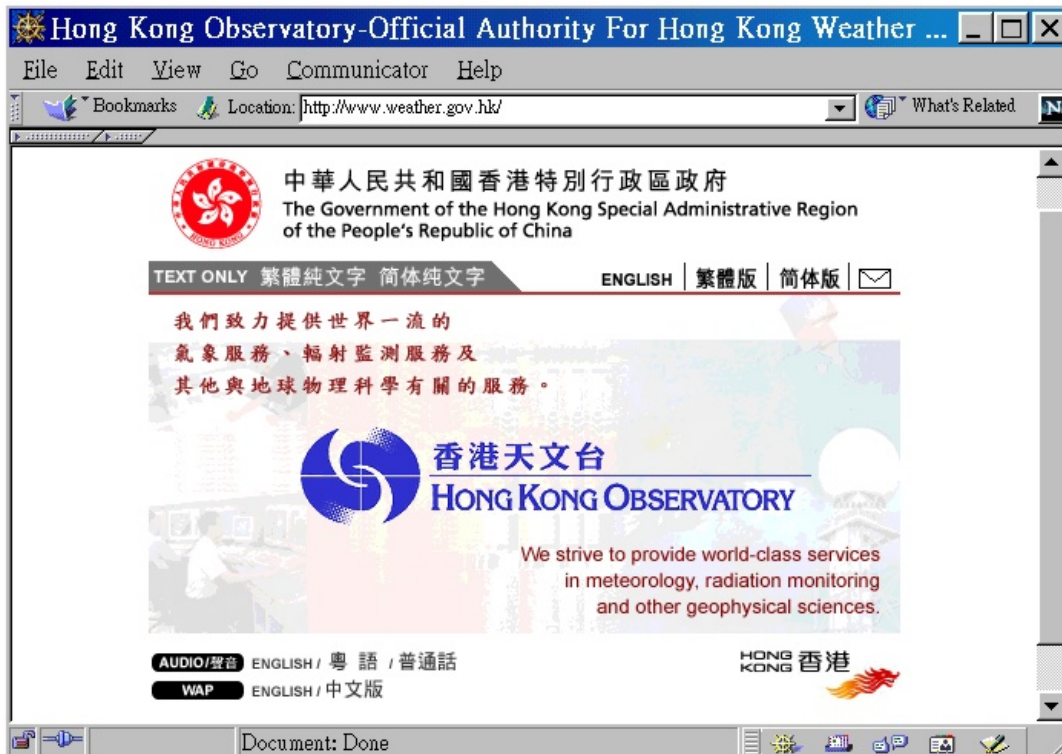 Hong Kong Observatory-Official Authority For Hong Kong Weather ...
File Edit View Go Communicator Help
Bookmarks Location: http://www.weather.gov.hk/ What's Related N
中華人民共和國香港特別行政區政府
The Government of the Hong Kong Special Administrative Region
of the People's Republic of China
HONG KONG
TEXT ONLY 繁體純文字 简体纯文字 ENGLISH 繁體版 简体版
我們致力提供世界一流的
氣象服務、輻射監測服務及
其他與地球物理科學有關的服務。
香港天文台
HONG KONG OBSERVATORY
We strive to provide world-class services
in meteorology, radiation monitoring
and other geophysical sciences.
AUDIO/聲音 ENGLISH / 粵語 / 普通話
WAP ENGLISH / 中文版
HONG KONG 香港
Document: Done